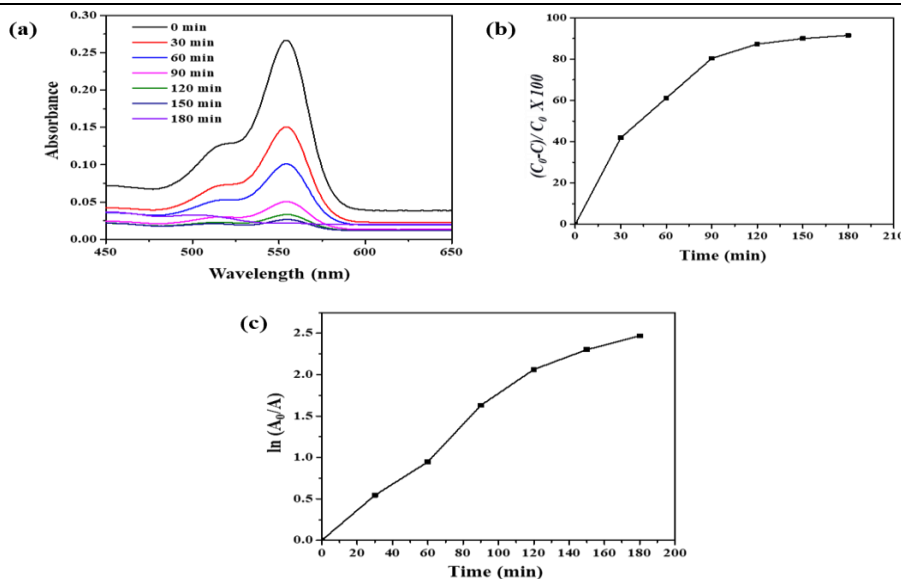 (a)
0.30
0.25
0.20
0.15
0.10
0.05
0.00
Absorbance
0 min
30 min
60 min
90 min
120 min
150 min
180 min
450 500 550 600 650
Wavelength (nm)
(b)
100
80
60
40
20
0
(C₀-C)/ C₀ X100
0 30 60 90 120 150 180 210
Time (min)
(c)
2.5
2.0
1.5
1.0
0.5
0.0
ln (A₀/A)
0 20 40 60 80 100 120 140 160 180 200
Time (min)